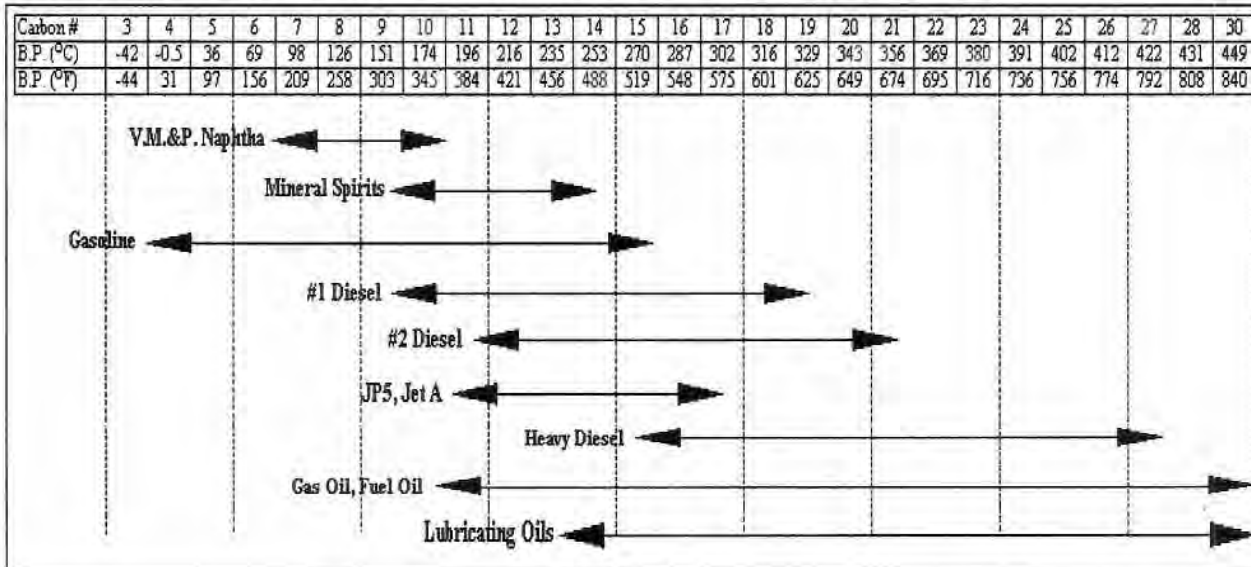 Carbon # 3 4 5 6 7 8 9 10 11 12 13 14 15 16 17 18 19 20 21 22 23 24 25 26 27 28 30
B.P. (⁰C) -42 -0.5 36 69 98 126 151 174 196 216 235 253 270 287 302 316 329 343 356 369 380 391 402 412 422 431 449
B.P. (⁰F) -44 31 97 156 209 258 303 345 384 421 456 488 519 548 575 601 625 649 674 695 716 736 756 774 792 808 840
V.M.&P. Naphtha
Mineral Spirits
Gasoline
#1 Diesel
#2 Diesel
JP5, Jet A
Heavy Diesel
Gas Oil, Fuel Oil
Lubricating Oils